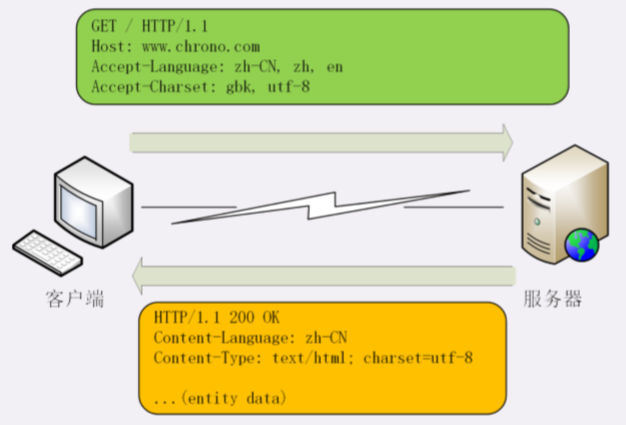 GET / HTTP/1.1
Host: www.chrono.com
Accept-Language: zh-CN, zh, en
Accept-Charset: gbk, utf-8
客户端
服务器
HTTP/1.1 200 OK
Content-Language: zh-CN
Content-Type: text/html; charset=utf-8
...(entity data)